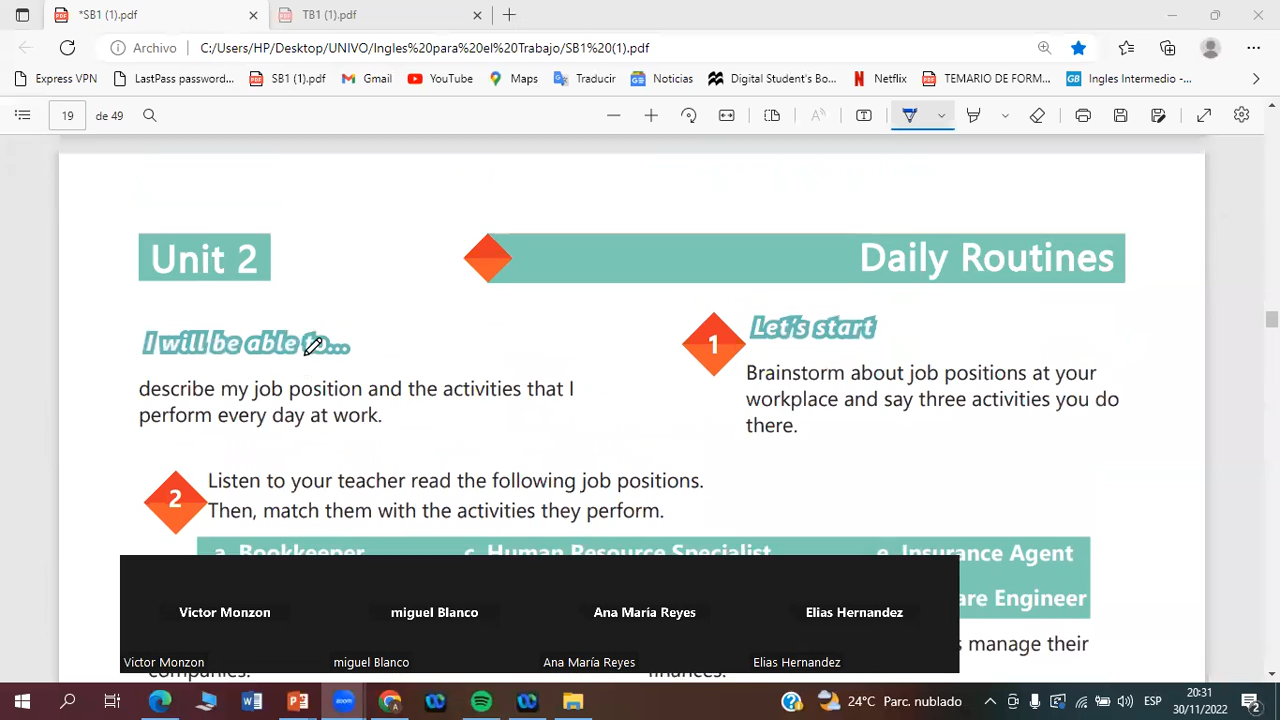 *SB1 (1).pdf
TB1 (1).pdf
Archivo
C:/Users/HP/Desktop/UNIVO/Ingles%20para%20el%20Trabajo/SB1%20(1).pdf
Express VPN
LastPass password...
SB1 (1).pdf
Gmail
YouTube
Maps
Traducir
Noticias
Digital Student's Bo...
Netflix
TEMARIO DE FORM...
Ingles Intermedio -...
19
de 49
Unit 2
Daily Routines
I will be able to...
describe my job position and the activities that I
perform every day at work.
1
Let's start
Brainstorm about job positions at your
workplace and say three activities you do
there.
2
Listen to your teacher read the following job positions.
Then, match them with the activities they perform.
a. Bookkeeper
c. Human Resource Specialist
e. Insurance Agent
are Engineer
s manage their
companies.
finances.
Victor Monzon
miguel Blanco
Ana María Reyes
Elias Hernandez
Victor Monzon
miguel Blanco
Ana María Reyes
Elias Hernandez
zoom
24°C
Parc. nublado
ESP
20:31
30/11/2022
2